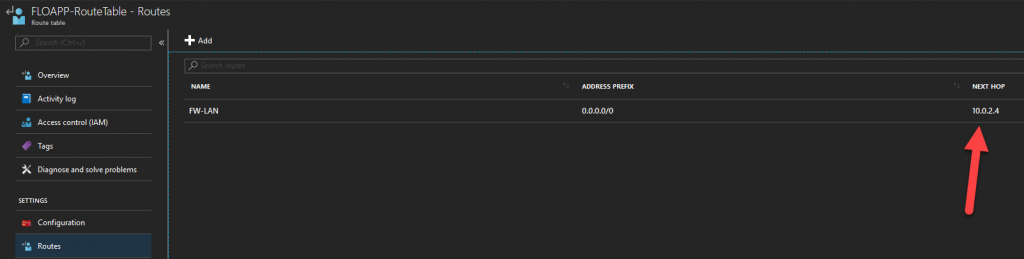 FLOAPP-RouteTable - Routes
Route table
Search (Ctrl+/)
«
Add
Search routes
Overview
NAME
ADDRESS PREFIX
NEXT HOP
Activity log
FW-LAN
0.0.0.0/0
10.0.2.4
Access control (IAM)
Tags
Diagnose and solve problems
SETTINGS
Configuration
Routes